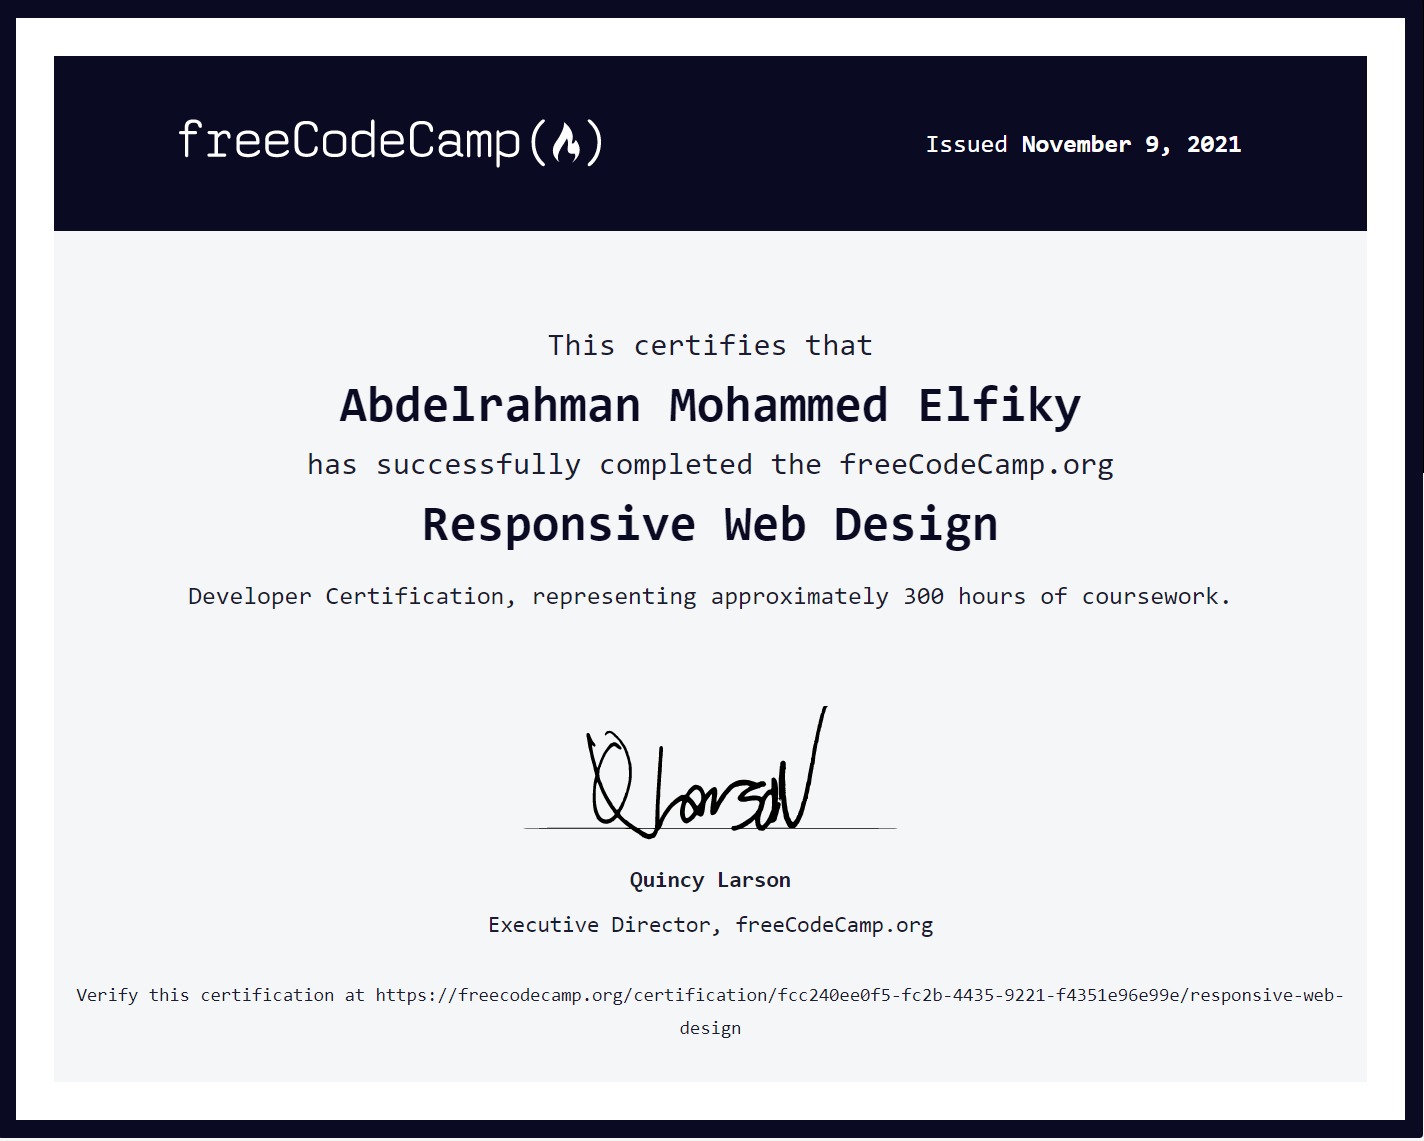 freeCodeCamp
Issued November 9, 2021
This certifies that
Abdelrahman Mohammed Elfiky
has successfully completed the freeCodeCamp.org
Responsive Web Design
Developer Certification, representing approximately 300 hours of coursework.
Q Larson
Quincy Larson
Executive Director, freeCodeCamp.org
Verify this certification at https://freecodecamp.org/certification/fcc240ee0f5-fc2b-4435-9221-f4351e96e99e/responsive-web-
design